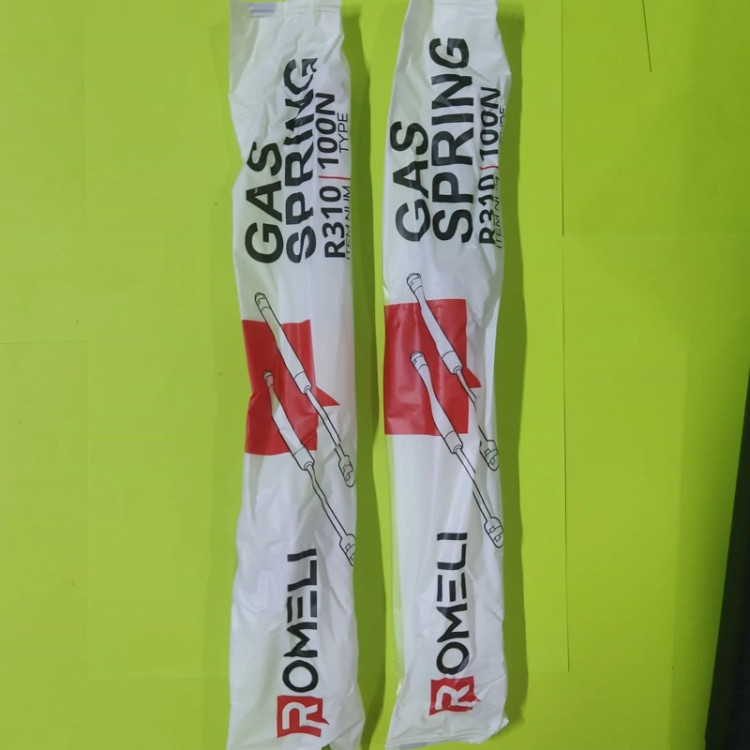 GAS
SPRING
R310 | 100N
ITEM NUM TYPE
ROMELI
GAS
SPRING
R310 | 100N
ROMELI